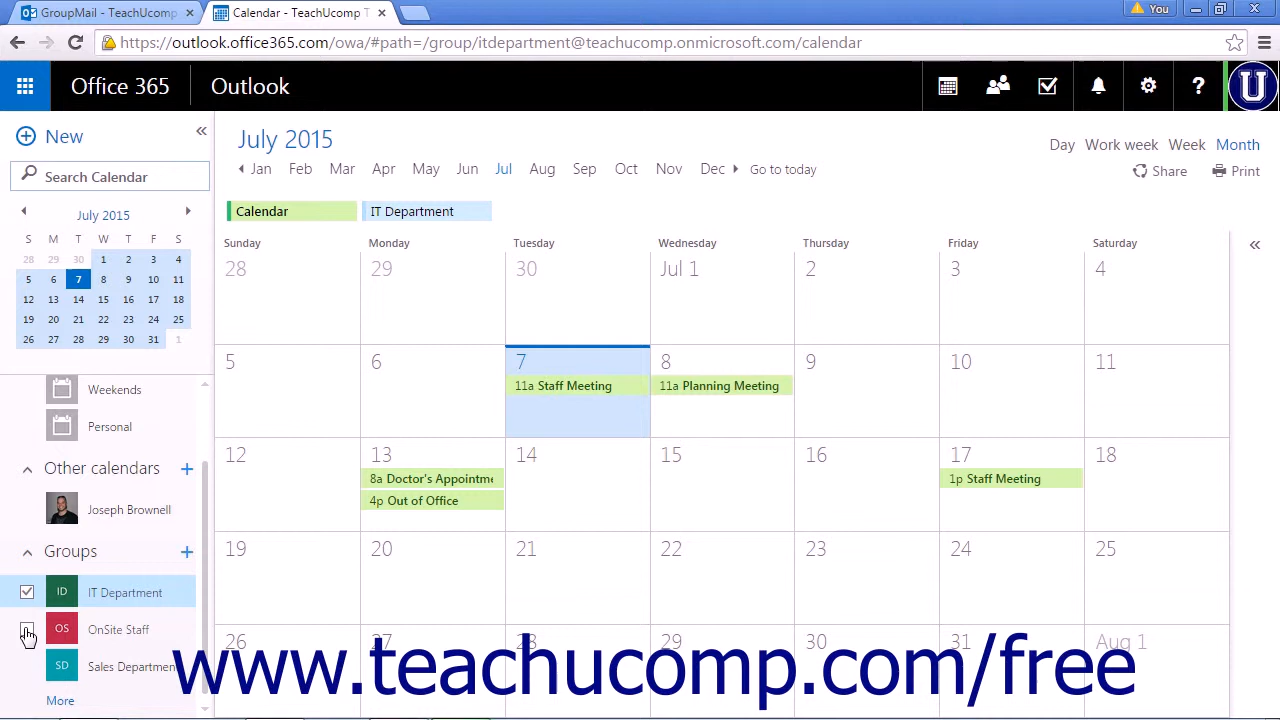 GroupMail - TeachUcomp
Calendar - TeachUcomp T
You
https://outlook.office365.com/owa/#path=/group/itdepartment@teachucomp.onmicrosoft.com/calendar
Office 365
Outlook
?
U
New
Search Calendar
July 2015
S M T W T F S
28 29 30 1 2 3 4
5 6 7 8 9 10 11
12 13 14 15 16 17 18
19 20 21 22 23 24 25
26 27 28 29 30 31 1
Weekends
Personal
Other calendars
Joseph Brownell
Groups
ID IT Department
OS OnSite Staff
SD Sales Departmen
More
July 2015
Jan Feb Mar Apr May Jun Jul Aug Sep Oct Nov Dec Go to today
Day Work week Week Month
Share Print
Calendar IT Department
Sunday Monday Tuesday Wednesday Thursday Friday Saturday
28 29 30 Jul 1 2 3 4
5 6 7 8 9 10 11
11a Staff Meeting 11a Planning Meeting
12 13 14 15 16 17 18
8a Doctor's Appointme 1p Staff Meeting
4p Out of Office
19 20 21 22 23 24 25
26 27 28 29 30 31 Aug 1
www.teachucomp.com/free